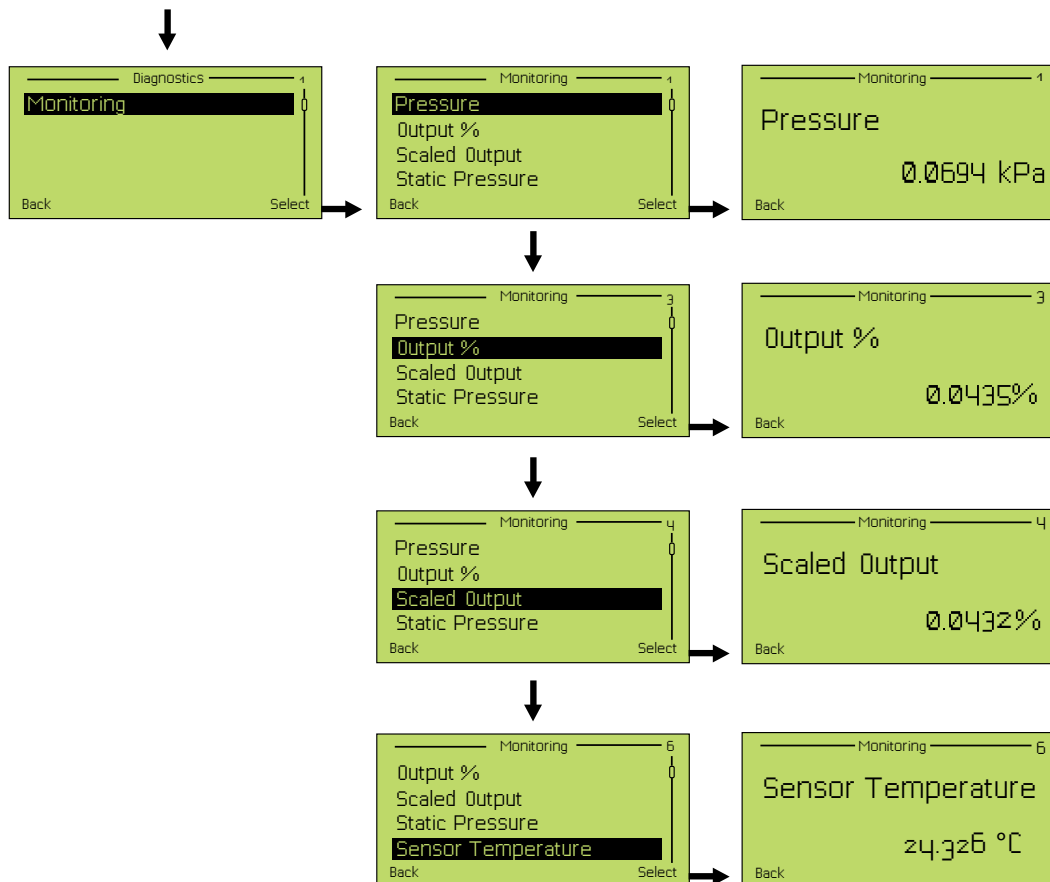 Diagnostics 1
Monitoring
Back Select
Monitoring 1
Pressure
Output %
Scaled Output
Static Pressure
Back Select
Monitoring 1
Pressure
0.0694 kPa
Back
Monitoring 3
Pressure
Output %
Scaled Output
Static Pressure
Back Select
Monitoring 3
Output %
0.0435%
Back
Monitoring 4
Pressure
Output %
Scaled Output
Static Pressure
Back Select
Monitoring 4
Scaled Output
0.0432%
Back
Monitoring 6
Output %
Scaled Output
Static Pressure
Sensor Temperature
Back Select
Monitoring 6
Sensor Temperature
24.326 °C
Back